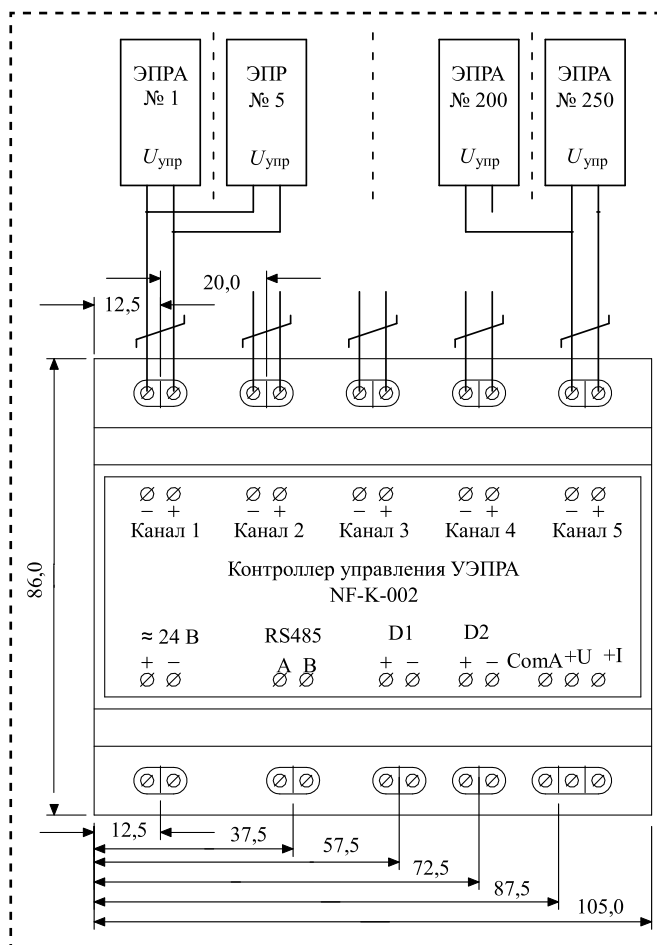 ЭПРА ЭПР ЭПРА ЭПРА
№ 1 № 5 № 200 № 250
Uупр Uупр Uупр Uупр
20,0
12,5
– + – + – + – + – +
Канал 1 Канал 2 Канал 3 Канал 4 Канал 5
Контроллер управления УЭПРА
NF-K-002
86,0
≈ 24 В RS485 D1 D2
+ – A B + – + – ComA +U +I
12,5
37,5
57,5
72,5
87,5
105,0